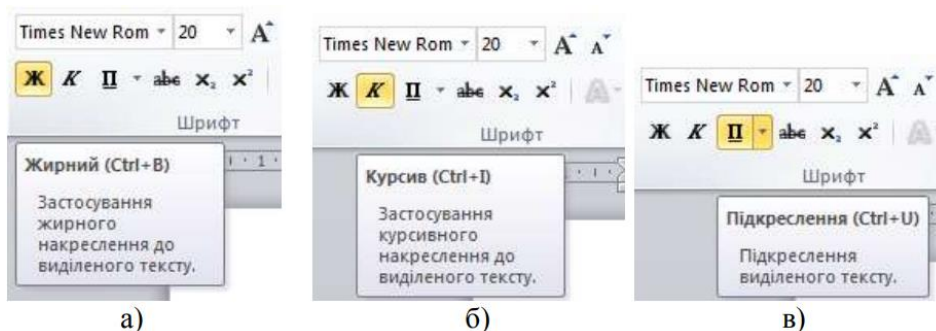 Times New Rom 20 A A
Ж К П abc x₂ x²
Шрифт
1
Жирний (Ctrl+B)
Застосування
жирного
накреслення до
виділеного тексту.
а)
Times New Rom 20 A A
Ж К П abc x₂ x² A
Шрифт
Курсив (Ctrl+I)
Застосування
курсивного
накреслення до
виділеного тексту.
б)
Times New Rom 20 A A
Ж К П abc x₂ x² A
Шрифт
Підкреслення (Ctrl+U)
Підкреслення
виділеного тексту.
в)